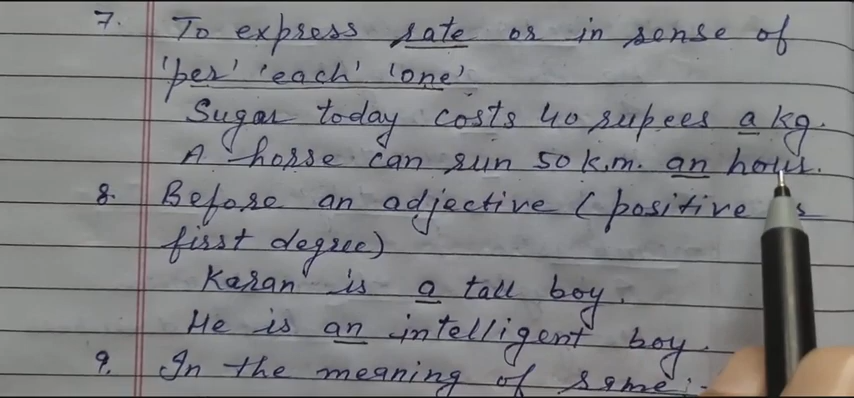 7. To express rate or in sense of
'per' 'each' 'one'
Sugar today costs 40 rupees a kg.
A horse can run 50 k.m. an hour.
8. Before an adjective (positive
first degree)
Karan is a tall boy.
He is an intelligent boy.
9. In the meaning of same:-